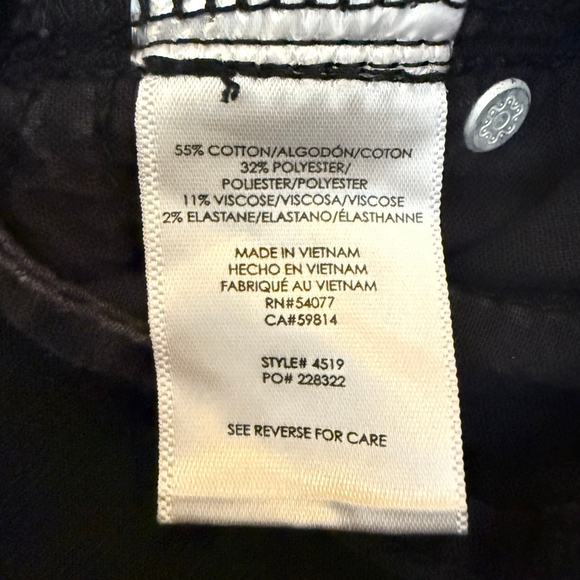 55% COTTON/ALGODÓN/COTON
32% POLYESTER/
POLIESTER/POLYESTER
11% VISCOSE/VISCOSA/VISCOSE
2% ELASTANE/ELASTANO/ÉLASTHANNE
MADE IN VIETNAM
HECHO EN VIETNAM
FABRIQUÉ AU VIETNAM
RN#54077
CA#59814
STYLE# 4519
PO# 228322
SEE REVERSE FOR CARE